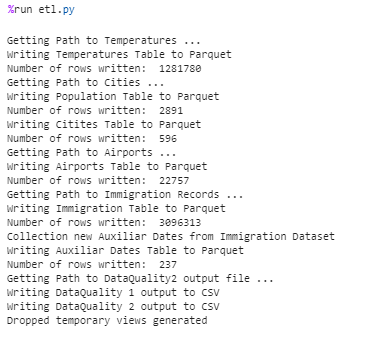 %run etl.py
Getting Path to Temperatures ...
Writing Temperatures Table to Parquet
Number of rows written:  1281780
Getting Path to Cities ...
Writing Population Table to Parquet
Number of rows written:  2891
Writing Citites Table to Parquet
Number of rows written:  596
Getting Path to Airports ...
Writing Airports Table to Parquet
Number of rows written:  22757
Getting Path to Immigration Records ...
Writing Immigration Table to Parquet
Number of rows written:  3096313
Collection new Auxiliar Dates from Immigration Dataset
Writing Auxiliar Dates Table to Parquet
Number of rows written:  237
Getting Path to DataQuality2 output file ...
Writing DataQuality 1 output to CSV
Writing DataQuality 2 output to CSV
Dropped temporary views generated